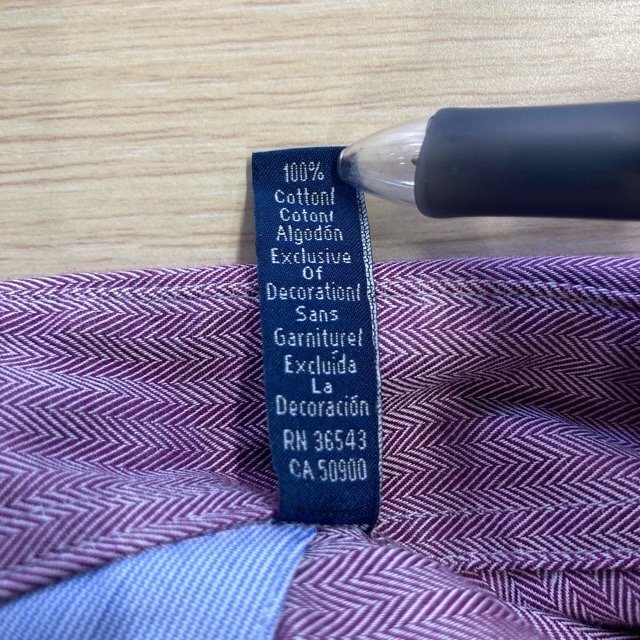 100%
Cotton/
Coton/
Algodón
Exclusive
Of
Decoration/
Sans
Garniture/
Excluída
La
Decoración
RN 36543
CA 50900